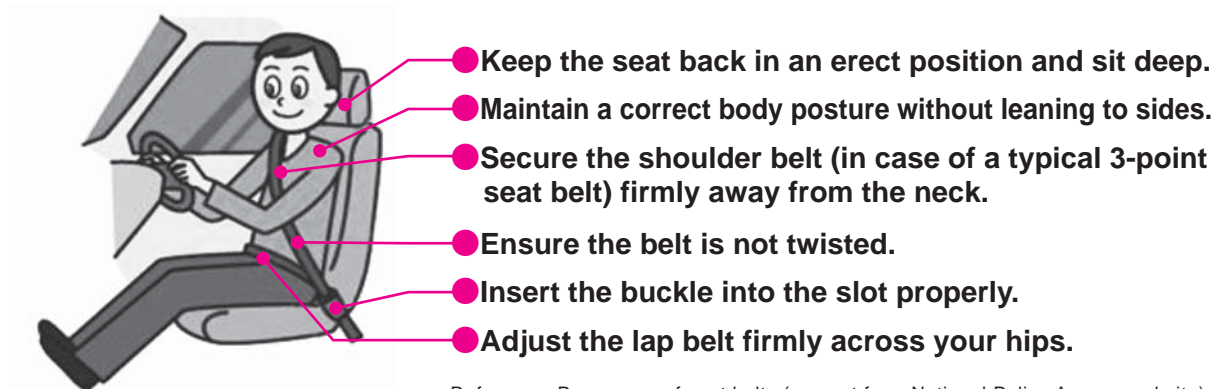 ●Keep the seat back in an erect position and sit deep.
●Maintain a correct body posture without leaning to sides.
●Secure the shoulder belt (in case of a typical 3-point
seat belt) firmly away from the neck.
●Ensure the belt is not twisted.
●Insert the buckle into the slot properly.
●Adjust the lap belt firmly across your hips.